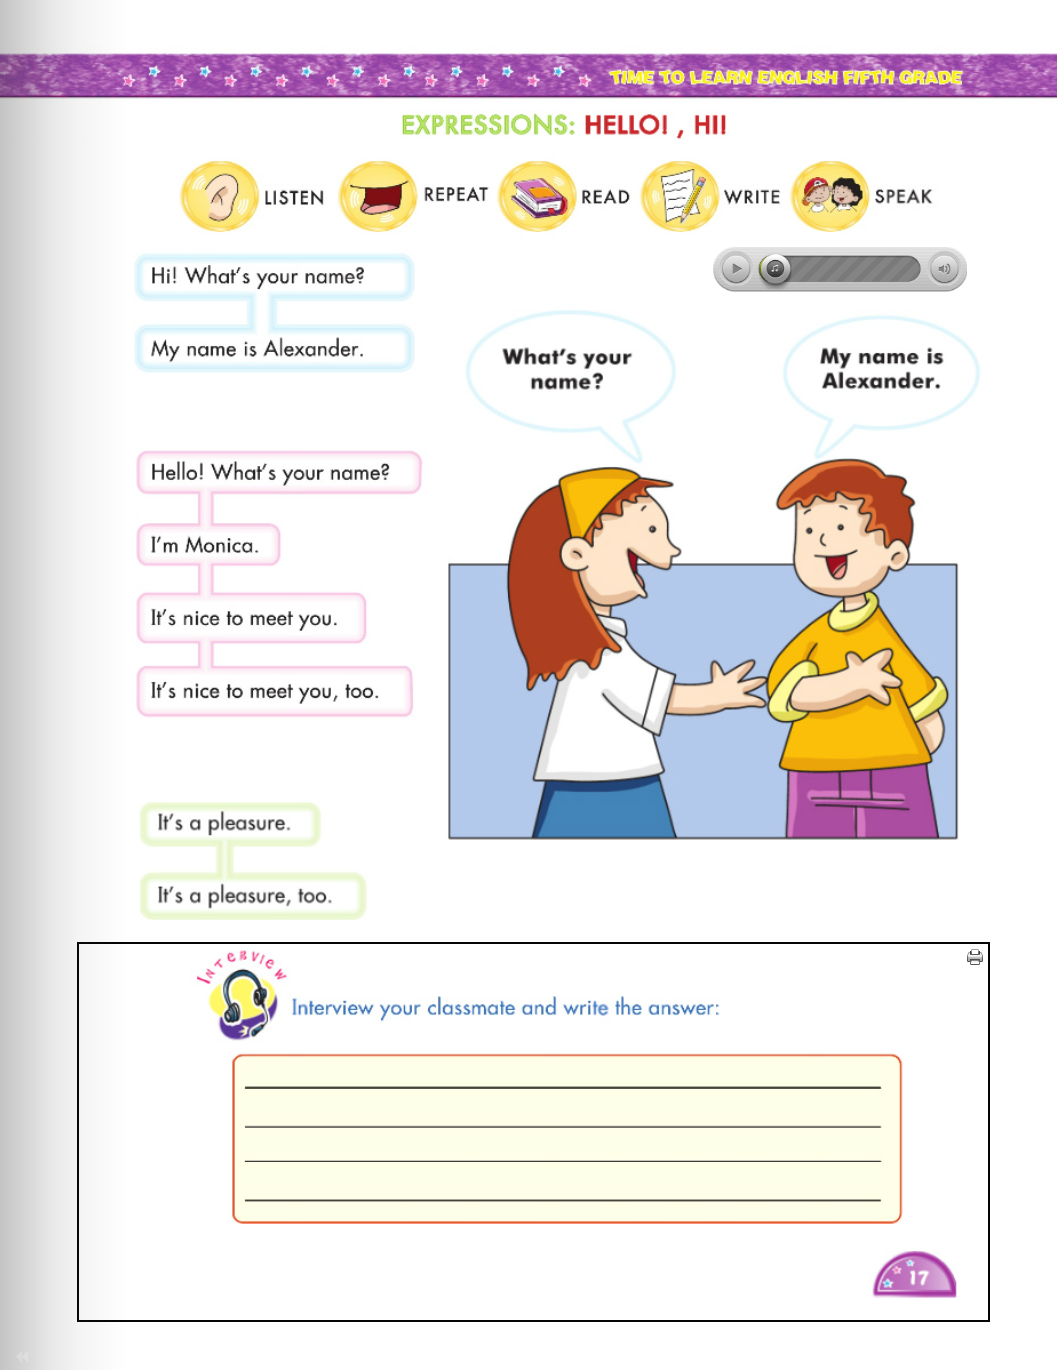 TIME TO LEARN ENGLISH FIFTH GRADE
EXPRESSIONS: HELLO! , HI!
LISTEN
REPEAT
READ
WRITE
SPEAK
Hi! What's your name?
My name is Alexander.
What's your
name?
My name is
Alexander.
Hello! What's your name?
I'm Monica.
It's nice to meet you.
It's nice to meet you, too.
It's a pleasure.
It's a pleasure, too.
INTERVIEW
Interview your classmate and write the answer:
17